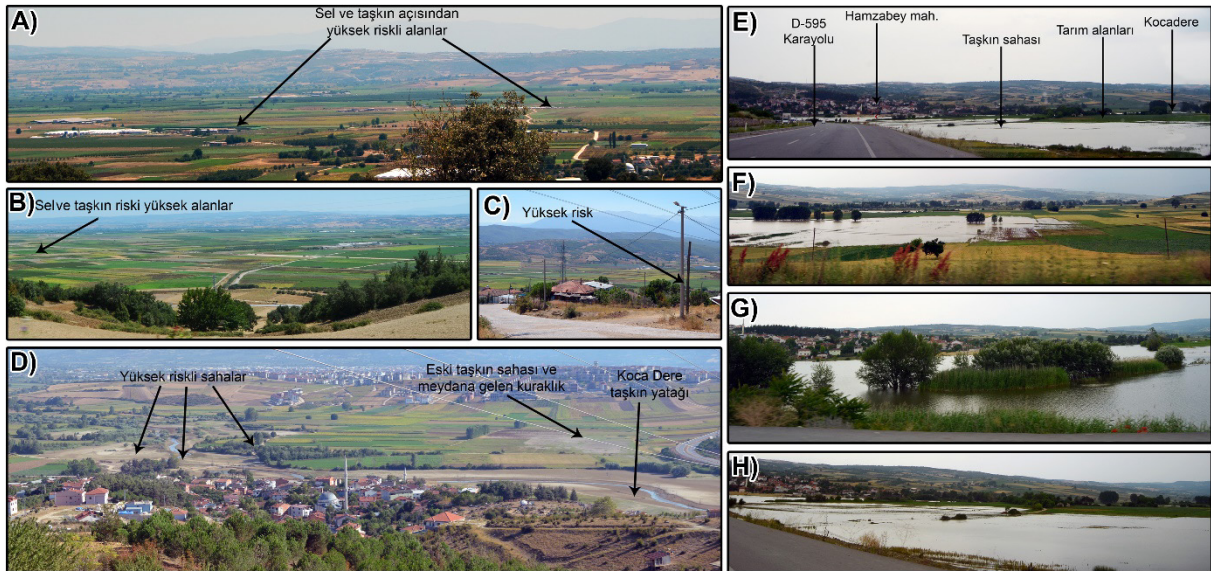 A)
Sel ve taşkın açısından
yüksek riskli alanlar
B)
Selve taşkın riski yüksek alanlar
C)
Yüksek risk
D)
Yüksek riskli sahalar
Eski taşkın sahası ve
meydana gelen kuraklık
Koca Dere
taşkın yatağı
E)
D-595
Karayolu
Hamzabey mah.
Taşkın sahası
Tarım alanları
Kocadere
F)
G)
H)